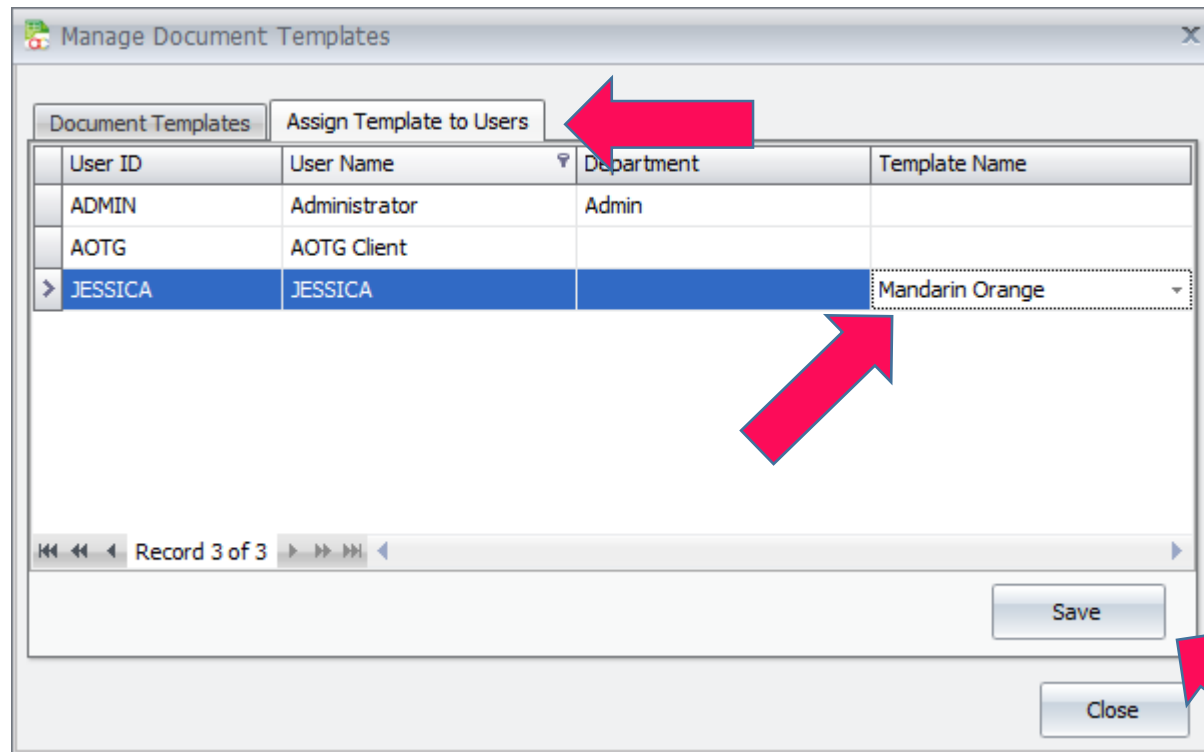 Manage Document Templates
Document Templates Assign Template to Users
User ID User Name Department Template Name
ADMIN Administrator Admin
AOTG AOTG Client
JESSICA JESSICA Mandarin Orange
Record 3 of 3
Save
Close